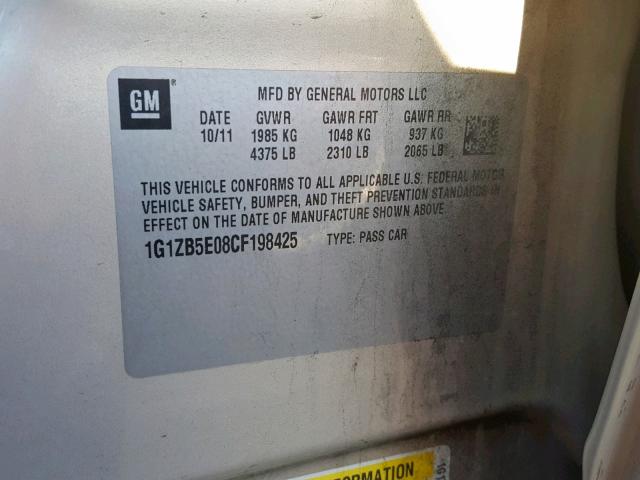 GM
MFD BY GENERAL MOTORS LLC
DATE GVWR GAWR FRT GAWR RR
10/11 1985 KG 1048 KG 937 KG
4375 LB 2310 LB 2065 LB
THIS VEHICLE CONFORMS TO ALL APPLICABLE U.S. FEDERAL MOTOR
VEHICLE SAFETY, BUMPER, AND THEFT PREVENTION STANDARDS IN
EFFECT ON THE DATE OF MANUFACTURE SHOWN ABOVE.
1G1ZB5E08CF198425 TYPE: PASS CAR